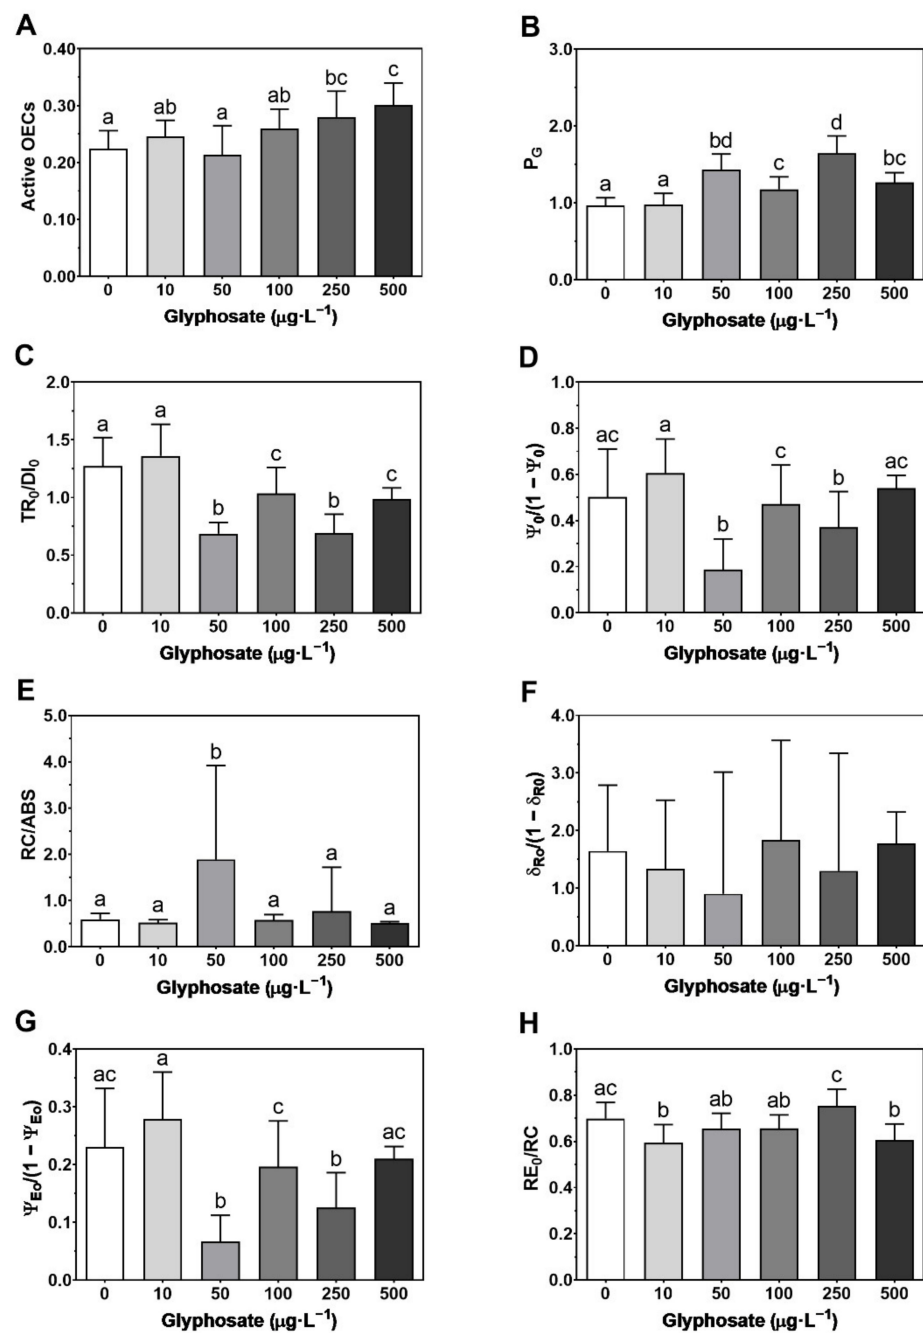 A
Active OECs
0.40
0.30
0.20
0.10
0.00
a ab a ab bc c
0 10 50 100 250 500
Glyphosate (µg·L⁻¹)
B
P_G
3.0
2.0
1.0
0.0
a a bd c d bc
0 10 50 100 250 500
Glyphosate (µg·L⁻¹)
C
TR₀/DI₀
2.0
1.5
1.0
0.5
0.0
a a b c b c
0 10 50 100 250 500
Glyphosate (µg·L⁻¹)
D
Ψ₀/(1 − Ψ₀)
1.0
0.8
0.6
0.4
0.2
0.0
ac a b c b ac
0 10 50 100 250 500
Glyphosate (µg·L⁻¹)
E
RC/ABS
5.0
4.0
3.0
2.0
1.0
0.0
a a b a a a
0 10 50 100 250 500
Glyphosate (µg·L⁻¹)
F
δ_Ro/(1 − δ_R0)
4.0
3.0
2.0
1.0
0.0
0 10 50 100 250 500
Glyphosate (µg·L⁻¹)
G
Ψ_Eo/(1 − Ψ_Eo)
0.4
0.3
0.2
0.1
0.0
ac a b c b ac
0 10 50 100 250 500
Glyphosate (µg·L⁻¹)
H
RE₀/RC
1.0
0.8
0.6
0.4
0.2
0.0
ac b ab ab c b
0 10 50 100 250 500
Glyphosate (µg·L⁻¹)